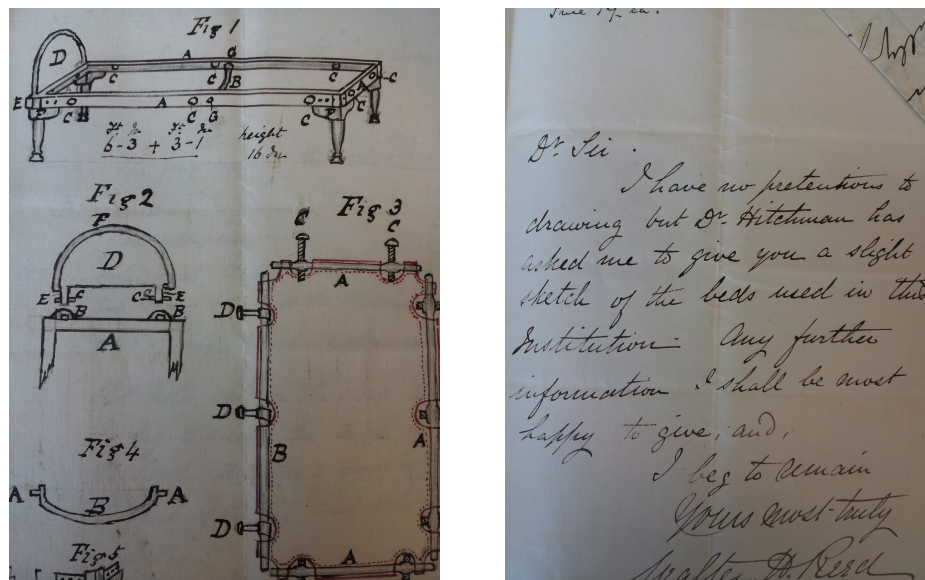 Fig 1
D
A
G
C
C
C
B
C
A
E
F
C
A
C
G
C
F
C
Ft In Ft In
6-3 + 3-1
height
16 In
Fig 2
F
D
E
C
C
E
B
B
A
Fig 3
C
C
A
D
D
B
A
D
A
Fig 4
A
B
A
Fig 5
Dr Sir.
I have no pretentions to
drawing but Dr. Hitchman has
asked me to give you a slight
sketch of the beds used in this
Institution. Any further
information I shall be most
happy to give, and,
I beg to remain
Yours most truly
Walter